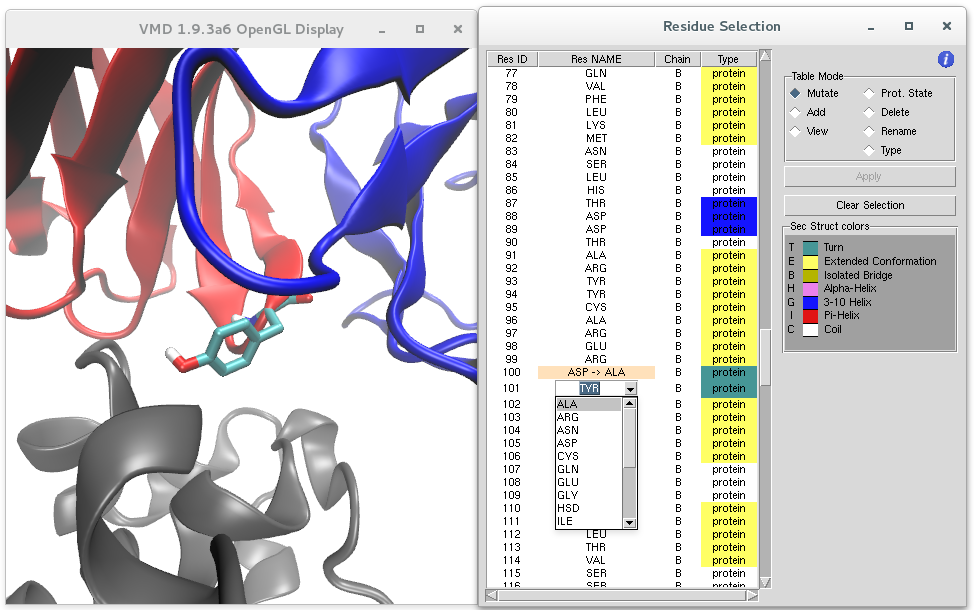 VMD 1.9.3a6 OpenGL Display
Residue Selection
Res ID Res NAME Chain Type
77 GLN B protein
78 VAL B protein
79 PHE B protein
80 LEU B protein
81 LYS B protein
82 MET B protein
83 ASN B protein
84 SER B protein
85 LEU B protein
86 HIS B protein
87 THR B protein
88 ASP B protein
89 ASP B protein
90 THR B protein
91 ALA B protein
92 ARG B protein
93 TYR B protein
94 TYR B protein
95 CYS B protein
96 ALA B protein
97 ARG B protein
98 GLU B protein
99 ARG B protein
100 ASP -> ALA B protein
101 TYR B protein
102 ALA B protein
103 ARG B protein
104 ASN B protein
105 ASP B protein
106 CYS B protein
107 GLN B protein
108 GLU B protein
109 GLY B protein
110 HSD B protein
111 ILE B protein
112 LEU B protein
113 THR B protein
114 VAL B protein
115 SER B protein
116 SER B protein
i
Table Mode
Mutate Prot. State
Add Delete
View Rename
Type
Apply
Clear Selection
Sec Struct colors
T Turn
E Extended Conformation
B Isolated Bridge
H Alpha-Helix
G 3-10 Helix
I Pi-Helix
C Coil